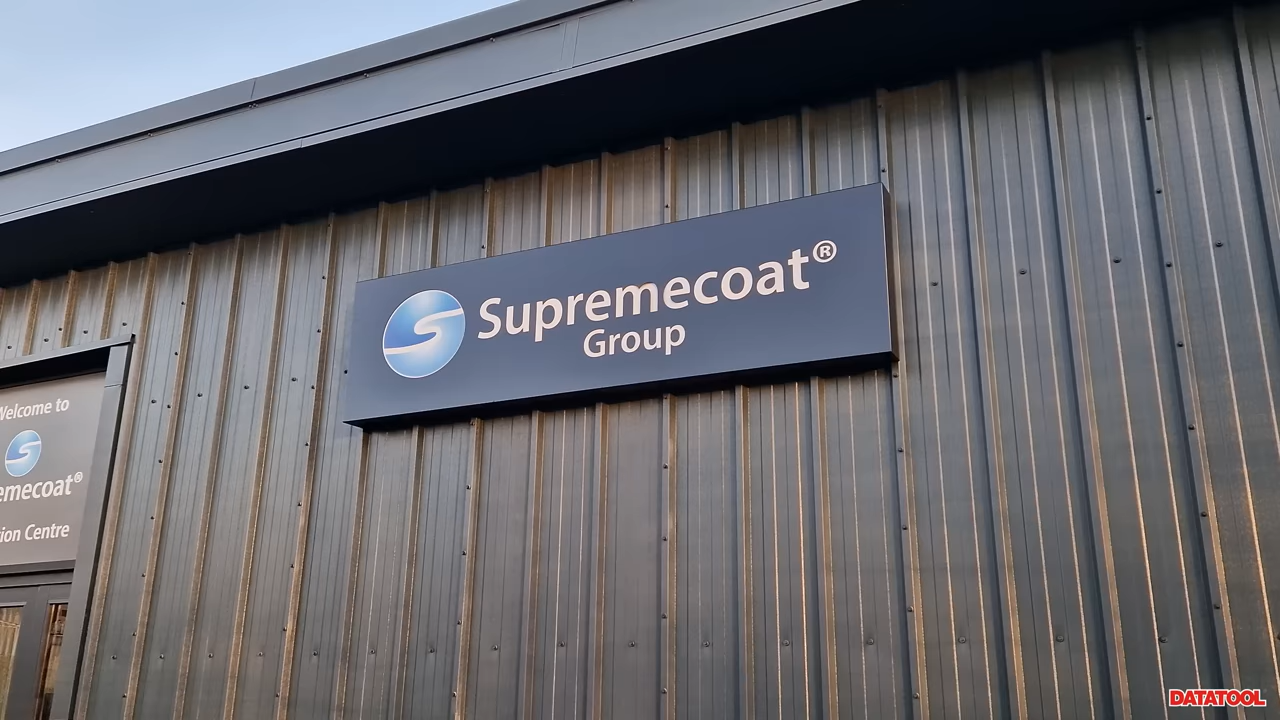 Supremecoat®
Group
Welcome to
emecoat®
ion Centre
DATATOOL